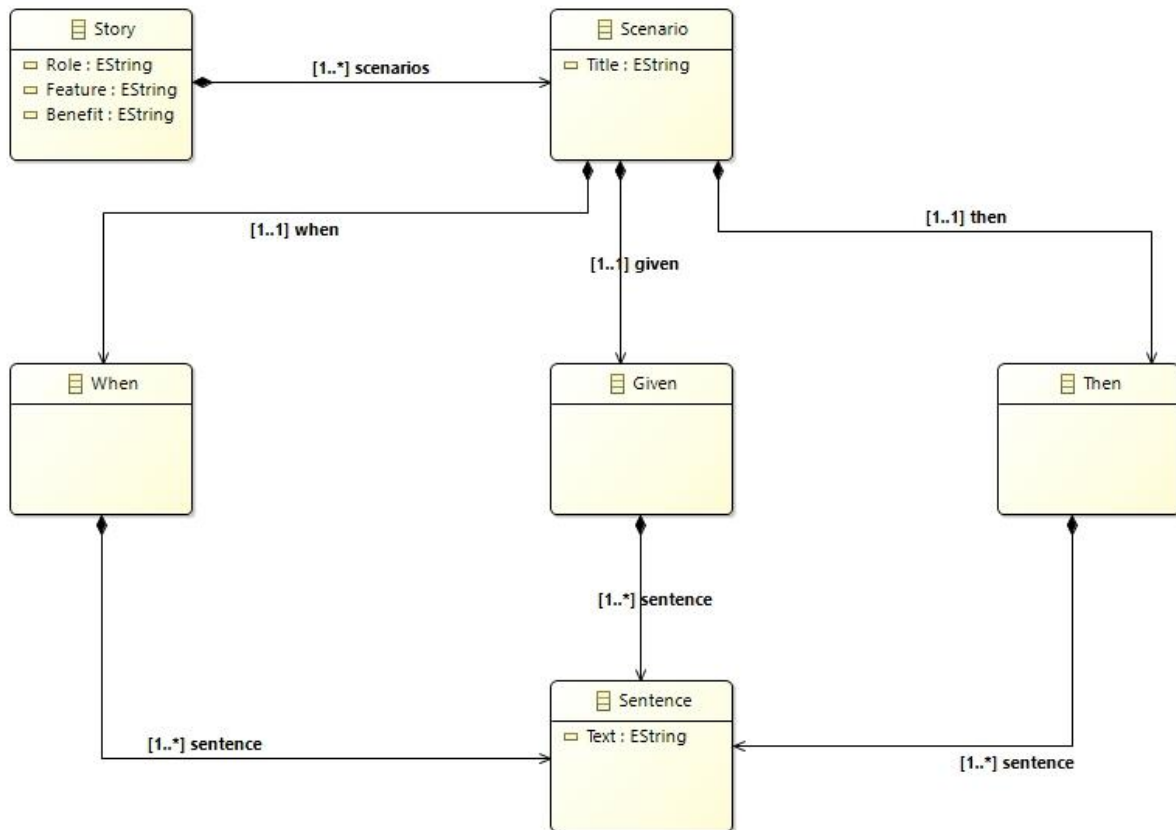 Story
Role : EString
Feature : EString
Benefit : EString
[1..*] scenarios
Scenario
Title : EString
[1..1] when
[1..1] given
[1..1] then
When
Given
Then
[1..*] sentence
[1..*] sentence
[1..*] sentence
Sentence
Text : EString